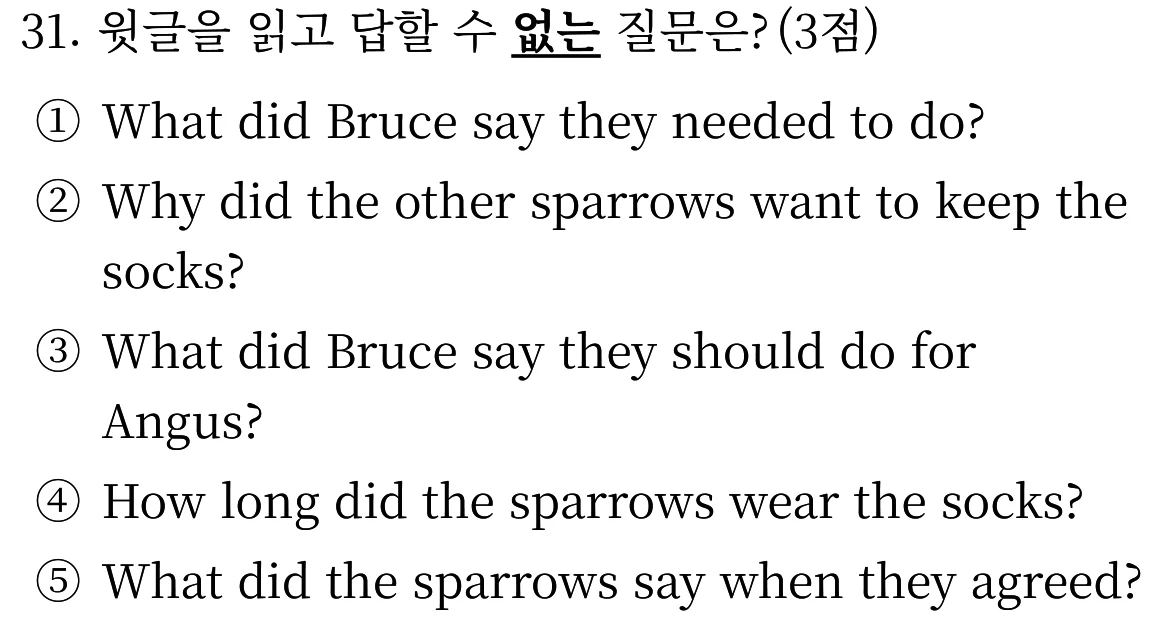 31. 윗글을 읽고 답할 수 없는 질문은?(3점)
① What did Bruce say they needed to do?
② Why did the other sparrows want to keep the
socks?
③ What did Bruce say they should do for
Angus?
④ How long did the sparrows wear the socks?
⑤ What did the sparrows say when they agreed?